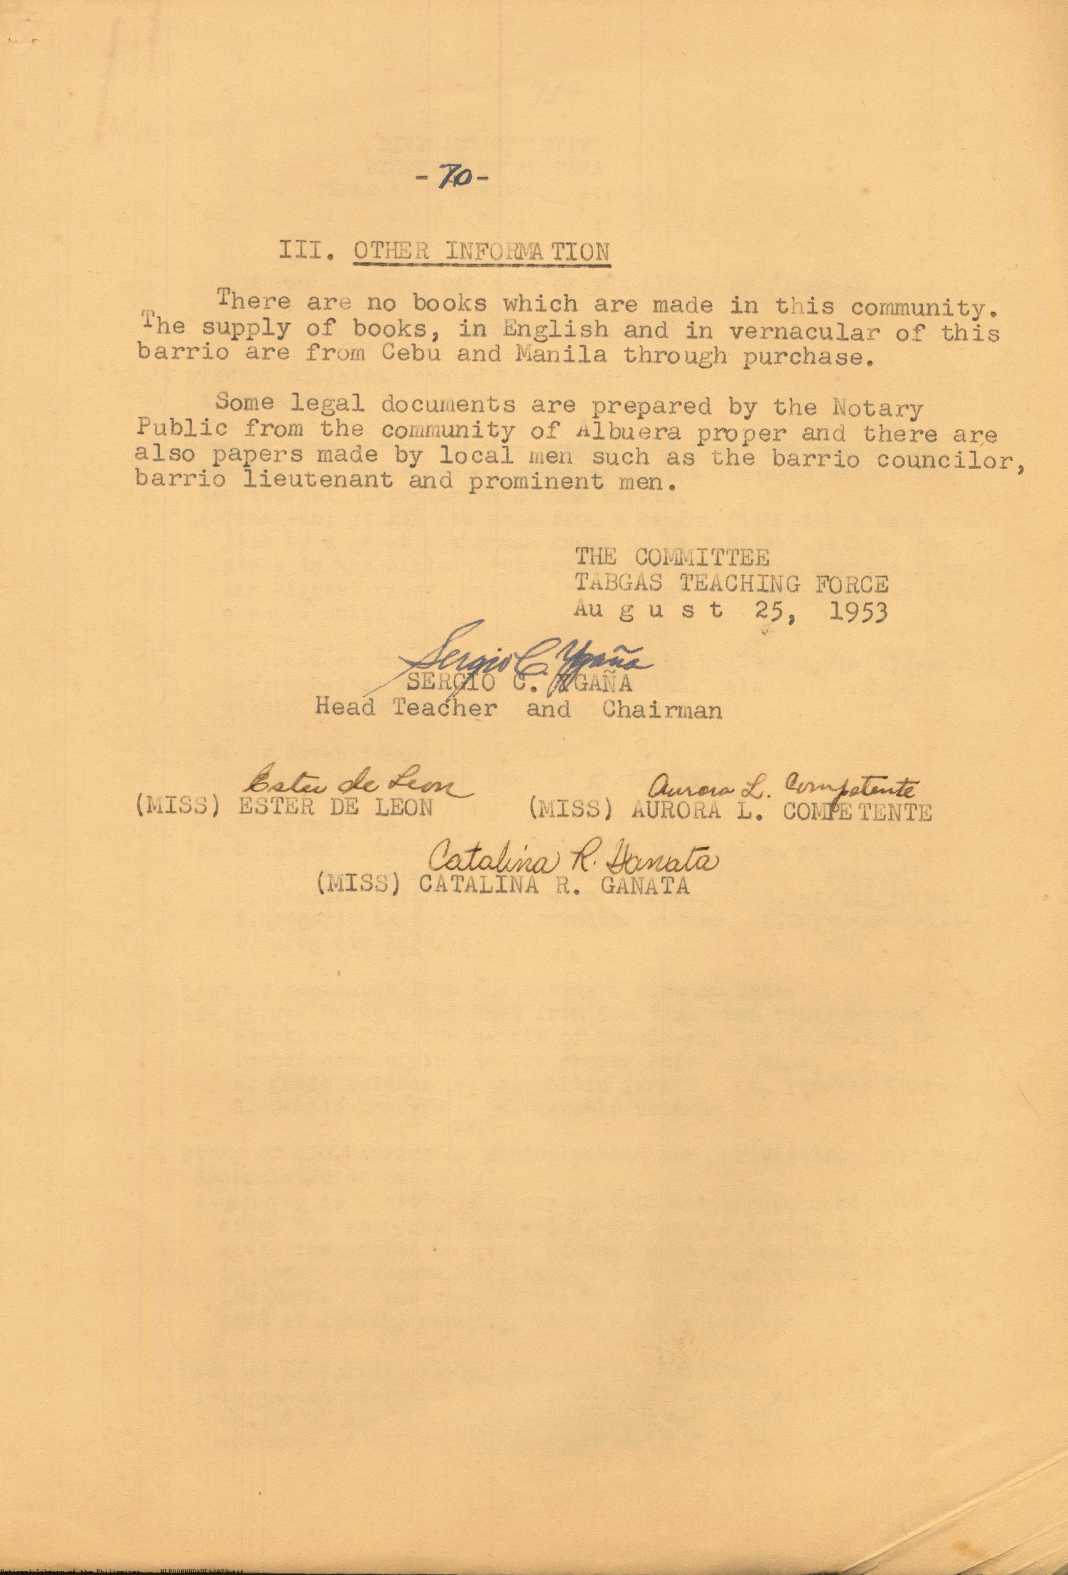 - 70 -
III. OTHER INFORMATION
There are no books which are made in this community.
The supply of books, in English and in vernacular of this
barrio are from Cebu and Manila through purchase.
Some legal documents are prepared by the Notary
Public from the community of Albuera proper and there are
also papers made by local men such as the barrio councilor,
barrio lieutenant and prominent men.
THE COMMITTEE
TABGAS TEACHING FORCE
August 25, 1953
Sergio C. Ygaña
SERGIO C. YGAÑA
Head Teacher and Chairman
Ester de Leon
(MISS) ESTER DE LEON
Aurora L. Competente
(MISS) AURORA L. COMPETENTE
Catalina R. Ganata
(MISS) CATALINA R. GANATA